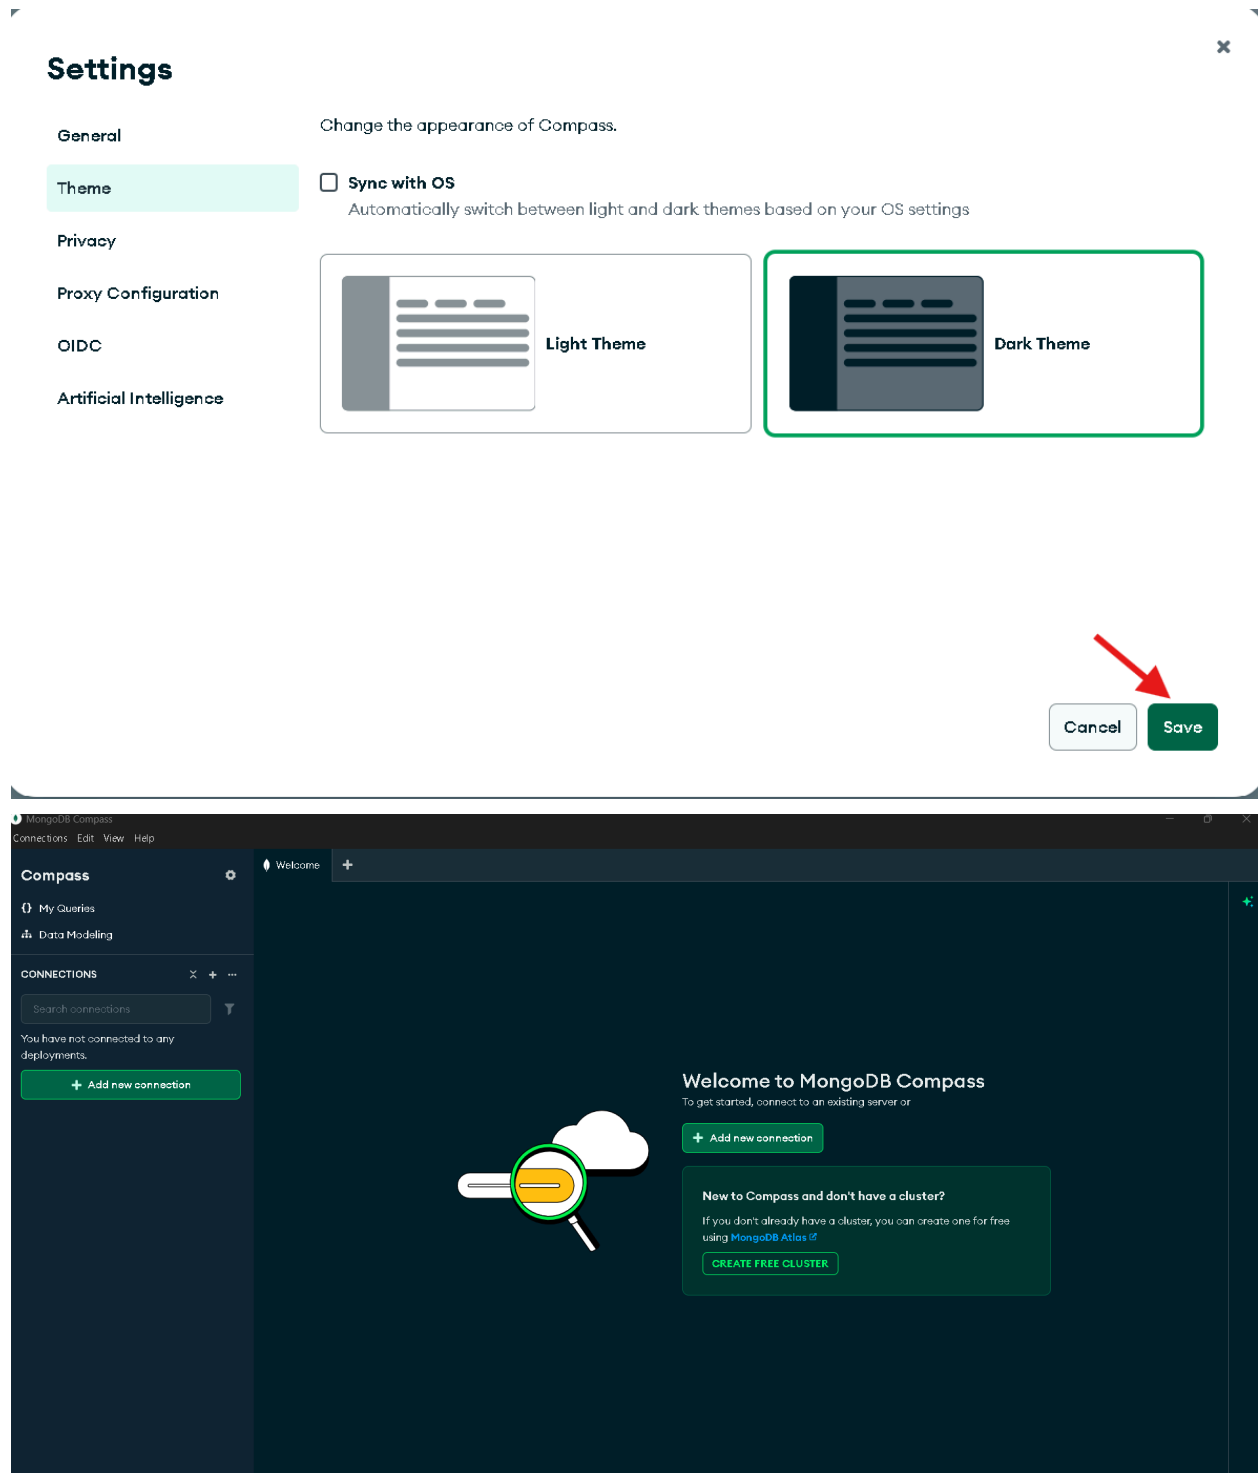 Settings
General
Theme
Privacy
Proxy Configuration
OIDC
Artificial Intelligence
Change the appearance of Compass.
Sync with OS
Automatically switch between light and dark themes based on your OS settings
Light Theme
Dark Theme
Cancel
Save
MongoDB Compass
Connections Edit View Help
Compass
{} My Queries
Data Modeling
CONNECTIONS
Search connections
You have not connected to any
deployments.
+ Add new connection
Welcome +
Welcome to MongoDB Compass
To get started, connect to an existing server or
+ Add new connection
New to Compass and don't have a cluster?
If you don't already have a cluster, you can create one for free
using MongoDB Atlas
CREATE FREE CLUSTER